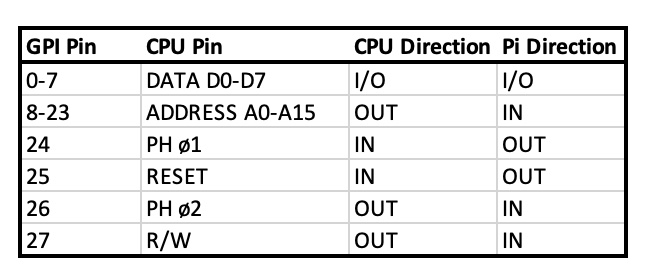 GPI Pin CPU Pin CPU Direction Pi Direction
0-7 DATA D0-D7 I/O I/O
8-23 ADDRESS A0-A15 OUT IN
24 PH ø1 IN OUT
25 RESET IN OUT
26 PH ø2 OUT IN
27 R/W OUT IN